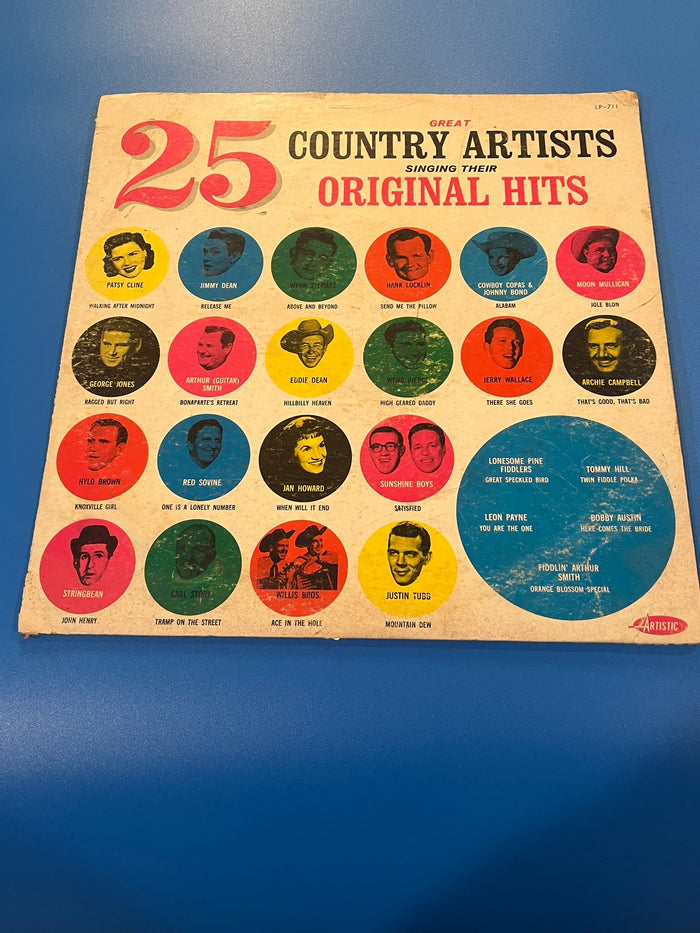 LP-711
25
GREAT
COUNTRY ARTISTS
SINGING THEIR
ORIGINAL HITS
PATSY CLINE
WALKING AFTER MIDNIGHT
JIMMY DEAN
RELEASE ME
WYNN STEWART
ABOVE AND BEYOND
HANK LOCKLIN
SEND ME THE PILLOW
COWBOY COPAS &
JOHNNY BOND
ALABAM
MOON MULLICAN
JOLE BLON
GEORGE JONES
RAGGED BUT RIGHT
ARTHUR (GUITAR)
SMITH
BONAPARTE'S RETREAT
EDDIE DEAN
HILLBILLY HEAVEN
WEBB PIERCE
HIGH GEARED DADDY
JERRY WALLACE
THERE SHE GOES
ARCHIE CAMPBELL
THAT'S GOOD, THAT'S BAD
HYLO BROWN
KNOXVILLE GIRL
RED SOVINE
ONE IS A LONELY NUMBER
JAN HOWARD
WHEN WILL IT END
SUNSHINE BOYS
SATISFIED
LONESOME PINE
FIDDLERS
GREAT SPECKLED BIRD
TOMMY HILL
TWIN FIDDLE POLKA
LEON PAYNE
YOU ARE THE ONE
BOBBY AUSTIN
HERE COMES THE BRIDE
FIDDLIN' ARTHUR
SMITH
ORANGE BLOSSOM SPECIAL
STRINGBEAN
JOHN HENRY
CARL STORY
TRAMP ON THE STREET
WILLIS BROS.
ACE IN THE HOLE
JUSTIN TUBB
MOUNTAIN DEW
ARTISTIC